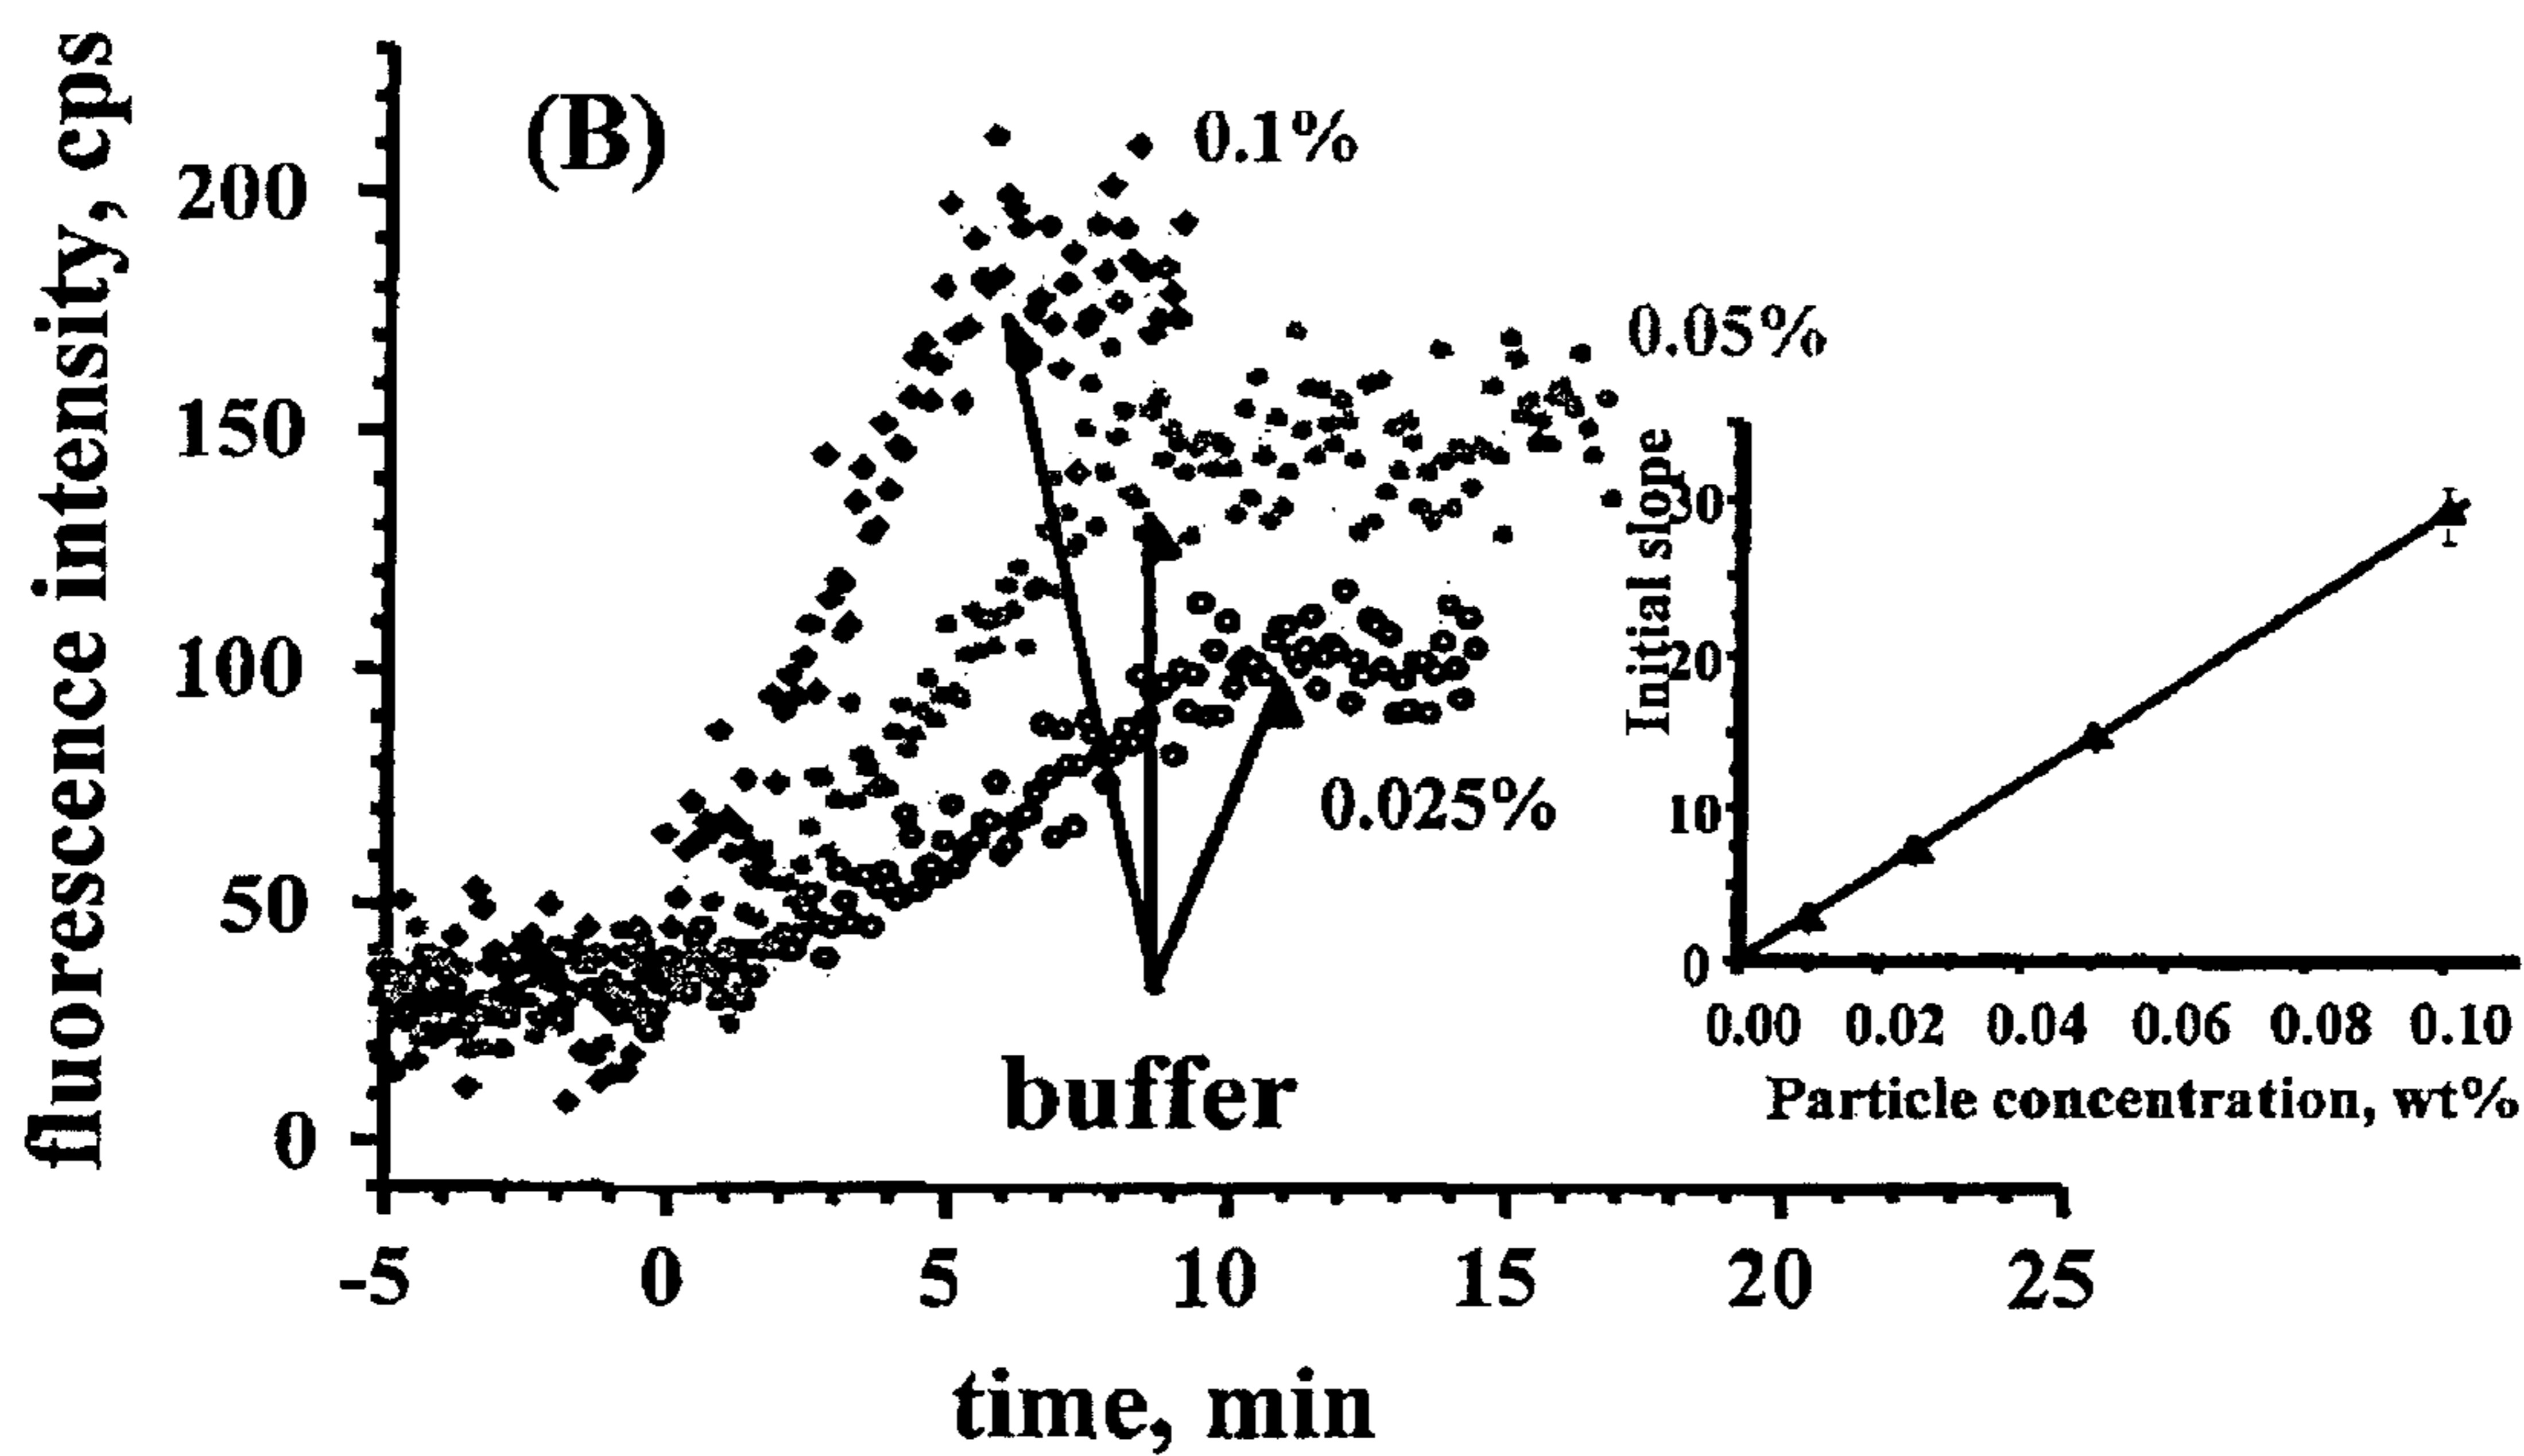 fluorescence intensity, cps
200
150
100
50
0
(B)
0.1%
0.05%
0.025%
buffer
-5 0 5 10 15 20 25
time, min
Initial slope
30
20
10
0
0.00 0.02 0.04 0.06 0.08 0.10
Particle concentration, wt%